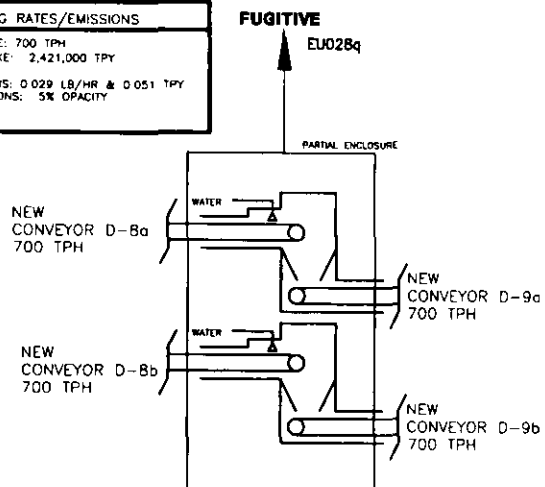 G RATES/EMISSIONS
E: 700 TPH
KE: 2,421,000 TPY
NS: 0.029 LB/HR & 0.051 TPY
ONS: 5% OPACITY
FUGITIVE
EU028q
PARTIAL ENCLOSURE
WATER
NEW
CONVEYOR D-8a
700 TPH
NEW
CONVEYOR D-9a
700 TPH
WATER
NEW
CONVEYOR D-8b
700 TPH
NEW
CONVEYOR D-9b
700 TPH